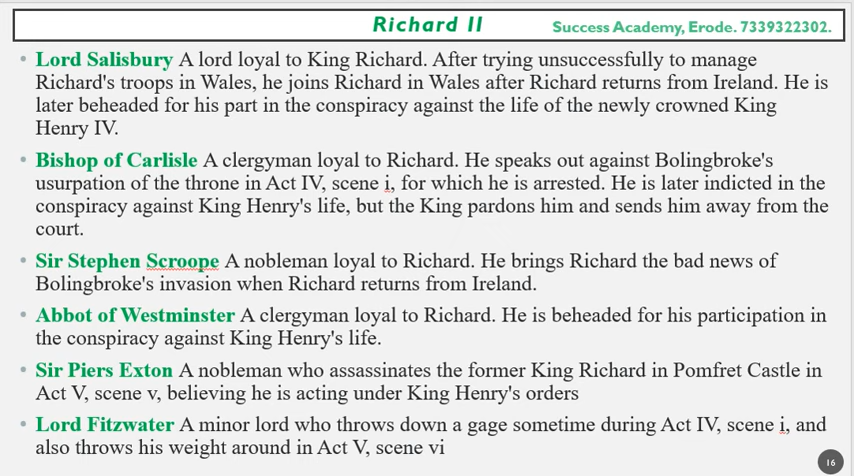 Richard II
Success Academy, Erode. 7339322302.
• Lord Salisbury A lord loyal to King Richard. After trying unsuccessfully to manage
Richard's troops in Wales, he joins Richard in Wales after Richard returns from Ireland. He is
later beheaded for his part in the conspiracy against the life of the newly crowned King
Henry IV.
• Bishop of Carlisle A clergyman loyal to Richard. He speaks out against Bolingbroke's
usurpation of the throne in Act IV, scene i, for which he is arrested. He is later indicted in the
conspiracy against King Henry's life, but the King pardons him and sends him away from the
court.
• Sir Stephen Scroope A nobleman loyal to Richard. He brings Richard the bad news of
Bolingbroke's invasion when Richard returns from Ireland.
• Abbot of Westminster A clergyman loyal to Richard. He is beheaded for his participation in
the conspiracy against King Henry's life.
• Sir Piers Exton A nobleman who assassinates the former King Richard in Pomfret Castle in
Act V, scene v, believing he is acting under King Henry's orders
• Lord Fitzwater A minor lord who throws down a gage sometime during Act IV, scene i, and
also throws his weight around in Act V, scene vi
16